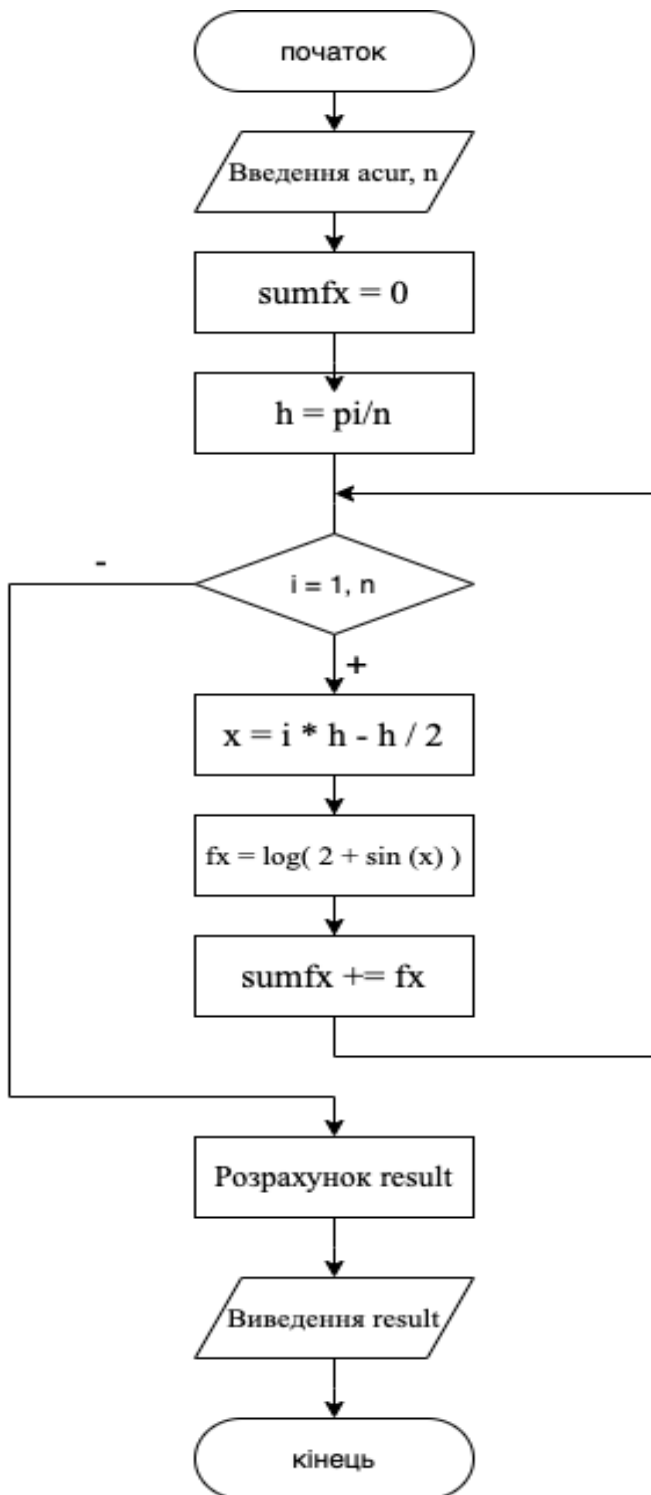 початок
Введення acur, n
sumfx = 0
h = pi/n
-
i = 1, n
+
x = i * h - h / 2
fx = log( 2 + sin (x) )
sumfx += fx
Розрахунок result
Виведення result
кінець